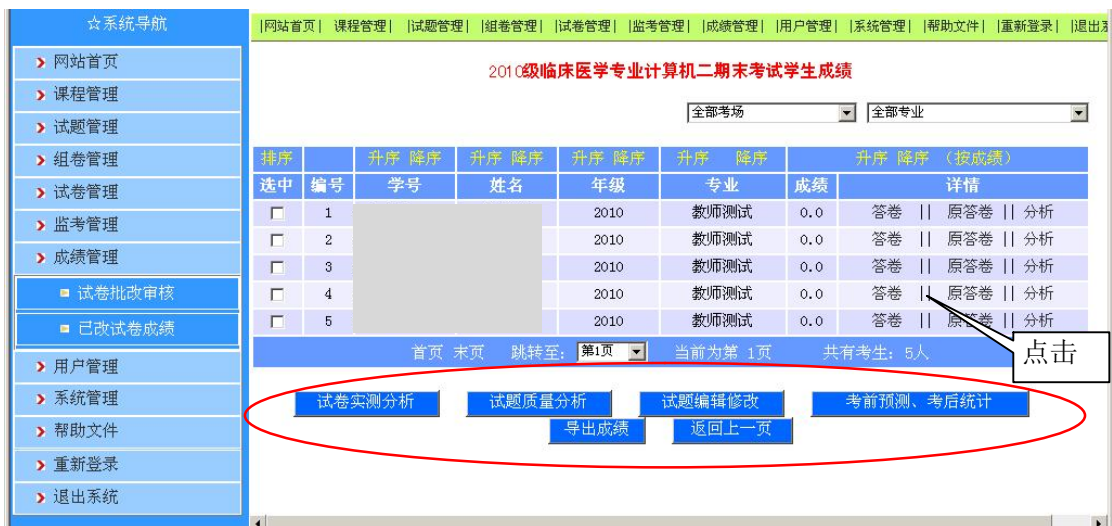 ☆系统导航
|网站首页| 课程管理| |试题管理| |组卷管理| |试卷管理| |监考管理| |成绩管理| |用户管理| |系统管理| |帮助文件| |重新登录| |退出
网站首页
课程管理
试题管理
组卷管理
试卷管理
监考管理
成绩管理
试卷批改审核
已改试卷成绩
用户管理
系统管理
帮助文件
重新登录
退出系统
2010级临床医学专业计算机二期末考试学生成绩
全部考场 全部专业
排序 升序 降序 升序 降序 升序 降序 升序 降序 升序 降序 (按成绩)
选中 编号 学号 姓名 年级 专业 成绩 详情
1 2010 教师测试 0.0 答卷 || 原答卷 || 分析
2 2010 教师测试 0.0 答卷 || 原答卷 || 分析
3 2010 教师测试 0.0 答卷 || 原答卷 || 分析
4 2010 教师测试 0.0 答卷 || 原答卷 || 分析
5 2010 教师测试 0.0 答卷 || 原答卷 || 分析
首页 末页 跳转至: 第1页 当前为第 1页 共有考生: 5人
点击
试卷实测分析 试题质量分析 试题编辑修改 考前预测、考后统计
导出成绩 返回上一页